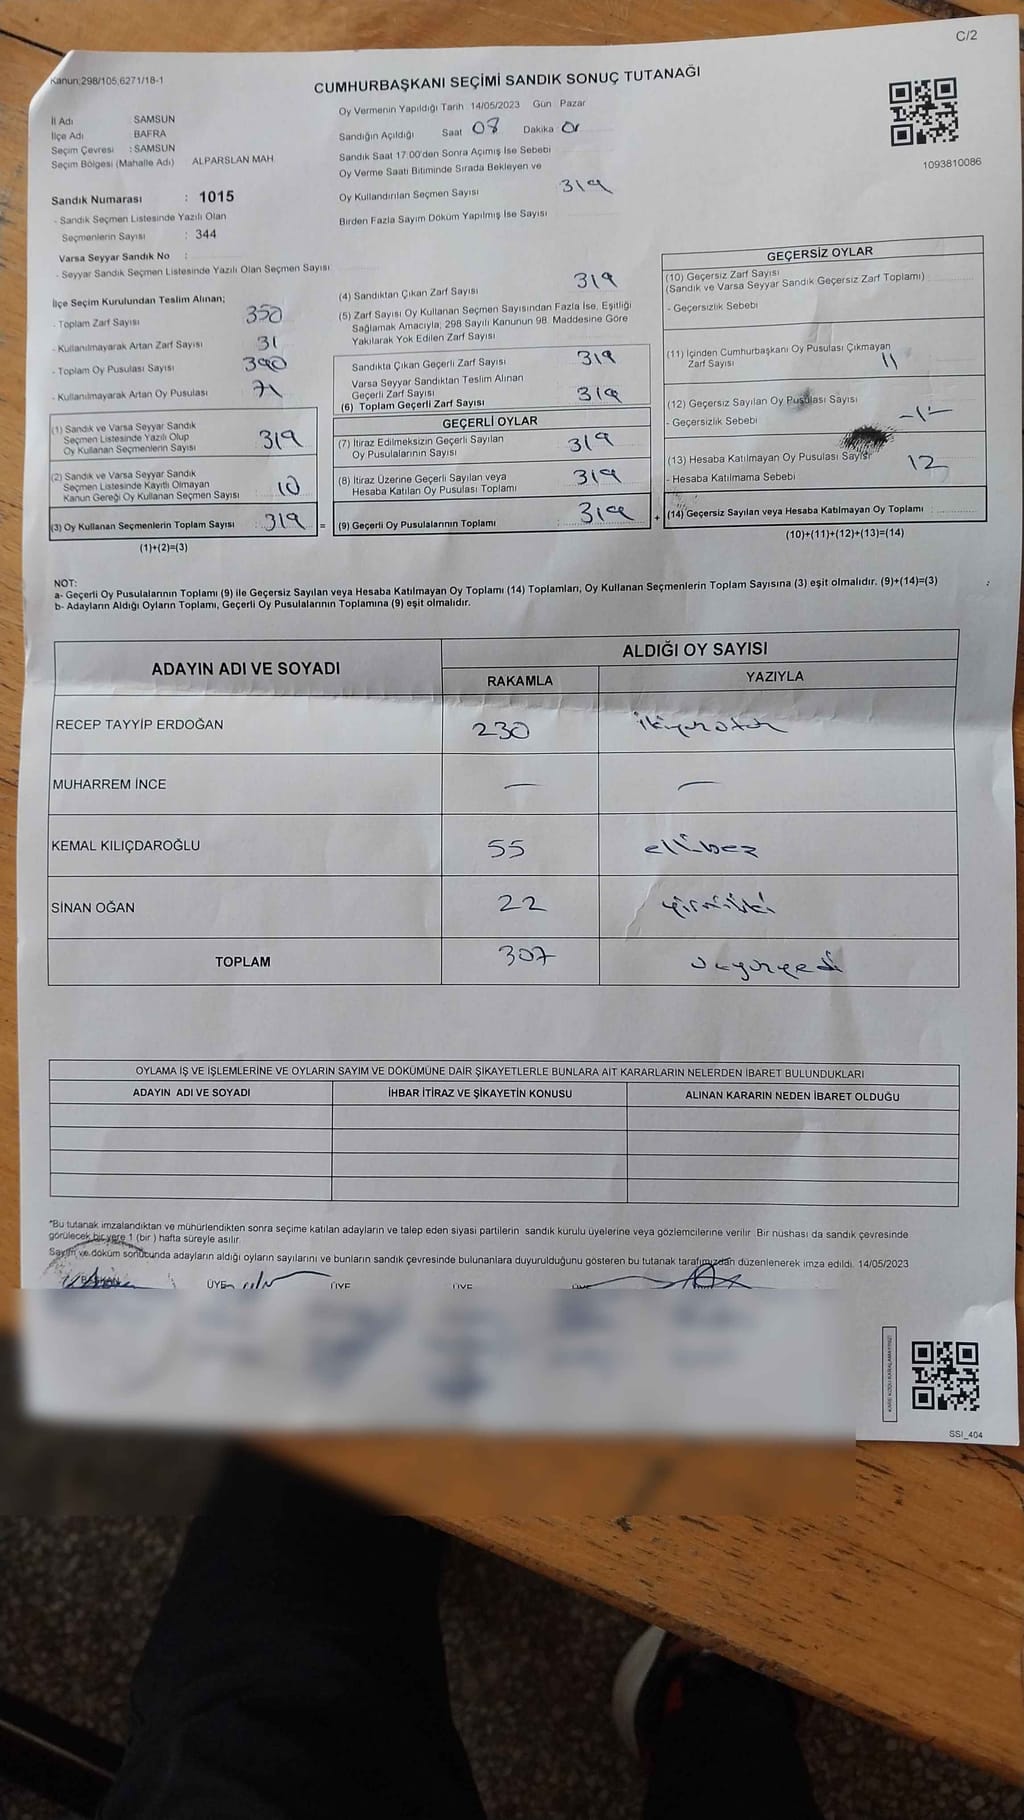 C/2
Kanun:298/105,6271/18-1
CUMHURBAŞKANI SEÇİMİ SANDIK SONUÇ TUTANAĞI
İl Adı SAMSUN
İlçe Adı BAFRA
Seçim Çevresi : SAMSUN
Seçim Bölgesi (Mahalle Adı) ALPARSLAN MAH.
Sandık Numarası : 1015
- Sandık Seçmen Listesinde Yazılı Olan
Seçmenlerin Sayısı : 344
Varsa Seyyar Sandık No :
- Seyyar Sandık Seçmen Listesinde Yazılı Olan Seçmen Sayısı
Oy Vermenin Yapıldığı Tarih 14/05/2023 Gün Pazar
Sandığın Açıldığı Saat 08 Dakika 01
Sandık Saat 17:00'den Sonra Açımış İse Sebebi
Oy Verme Saati Bitiminde Sırada Bekleyen ve
Oy Kullandırılan Seçmen Sayısı 319
Birden Fazla Sayım Döküm Yapılmış İse Sayısı
1093810086
İlçe Seçim Kurulundan Teslim Alınan;
- Toplam Zarf Sayısı 350
- Kullanılmayarak Artan Zarf Sayısı 31
- Toplam Oy Pusulası Sayısı 390
- Kullanılmayarak Artan Oy Pusulası 71
(1) Sandık ve Varsa Seyyar Sandık
Seçmen Listesinde Yazılı Olup
Oy Kullanan Seçmenlerin Sayısı 319
(2) Sandık ve Varsa Seyyar Sandık
Seçmen Listesinde Kayıtlı Olmayan
Kanun Gereği Oy Kullanan Seçmen Sayısı 10
(3) Oy Kullanan Seçmenlerin Toplam Sayısı 319 =
(1)+(2)=(3)
(4) Sandıktan Çıkan Zarf Sayısı 319
(5) Zarf Sayısı Oy Kullanan Seçmen Sayısından Fazla İse, Eşitliği
Sağlamak Amacıyla; 298 Sayılı Kanunun 98. Maddesine Göre
Yakılarak Yok Edilen Zarf Sayısı
Sandıkta Çıkan Geçerli Zarf Sayısı 319
Varsa Seyyar Sandıktan Teslim Alınan
Geçerli Zarf Sayısı
(6) Toplam Geçerli Zarf Sayısı 319
GEÇERLİ OYLAR
(7) İtiraz Edilmeksizin Geçerli Sayılan
Oy Pusulalarının Sayısı 319
(8) İtiraz Üzerine Geçerli Sayılan veya
Hesaba Katılan Oy Pusulası Toplamı 319
(9) Geçerli Oy Pusulalarının Toplamı 319 +
GEÇERSİZ OYLAR
(10) Geçersiz Zarf Sayısı
(Sandık ve Varsa Seyyar Sandık Geçersiz Zarf Toplamı)
- Geçersizlik Sebebi
(11) İçinden Cumhurbaşkanı Oy Pusulası Çıkmayan
Zarf Sayısı 11
(12) Geçersiz Sayılan Oy Pusulası Sayısı
- Geçersizlik Sebebi -1-
(13) Hesaba Katılmayan Oy Pusulası Sayısı 12
- Hesaba Katılmama Sebebi
(14) Geçersiz Sayılan veya Hesaba Katılmayan Oy Toplamı :
(10)+(11)+(12)+(13)=(14)
NOT:
a- Geçerli Oy Pusulalarının Toplamı (9) ile Geçersiz Sayılan veya Hesaba Katılmayan Oy Toplamı (14) Toplamları, Oy Kullanan Seçmenlerin Toplam Sayısına (3) eşit olmalıdır. (9)+(14)=(3)
b- Adayların Aldığı Oyların Toplamı, Geçerli Oy Pusulalarının Toplamına (9) eşit olmalıdır.
ADAYIN ADI VE SOYADI ALDIĞI OY SAYISI
RAKAMLA YAZIYLA
RECEP TAYYİP ERDOĞAN 230 ikiyüzotuz
MUHARREM İNCE — —
KEMAL KILIÇDAROĞLU 55 ellibeş
SİNAN OĞAN 22 yirmiiki
TOPLAM 307 üçyüzyedi
OYLAMA İŞ VE İŞLEMLERİNE VE OYLARIN SAYIM VE DÖKÜMÜNE DAİR ŞİKAYETLERLE BUNLARA AİT KARARLARIN NELERDEN İBARET BULUNDUKLARI
ADAYIN ADI VE SOYADI İHBAR İTİRAZ VE ŞİKAYETİN KONUSU ALINAN KARARIN NEDEN İBARET OLDUĞU
*Bu tutanak imzalandıktan ve mühürlendikten sonra seçime katılan adayların ve talep eden siyasi partilerin sandık kurulu üyelerine veya gözlemcilerine verilir. Bir nüshası da sandık çevresinde
görülecek bir yere 1 (bir) hafta süreyle asılır.
Sayım ve döküm sonucunda adayların aldığı oyların sayılarını ve bunların sandık çevresinde bulunanlara duyurulduğunu gösteren bu tutanak tarafımızdan düzenlenerek imza edildi. 14/05/2023
BAŞKAN ÜYE ÜYE ÜYE ÜYE
KARE KODU KARALAMAYINIZ!
SSI_404